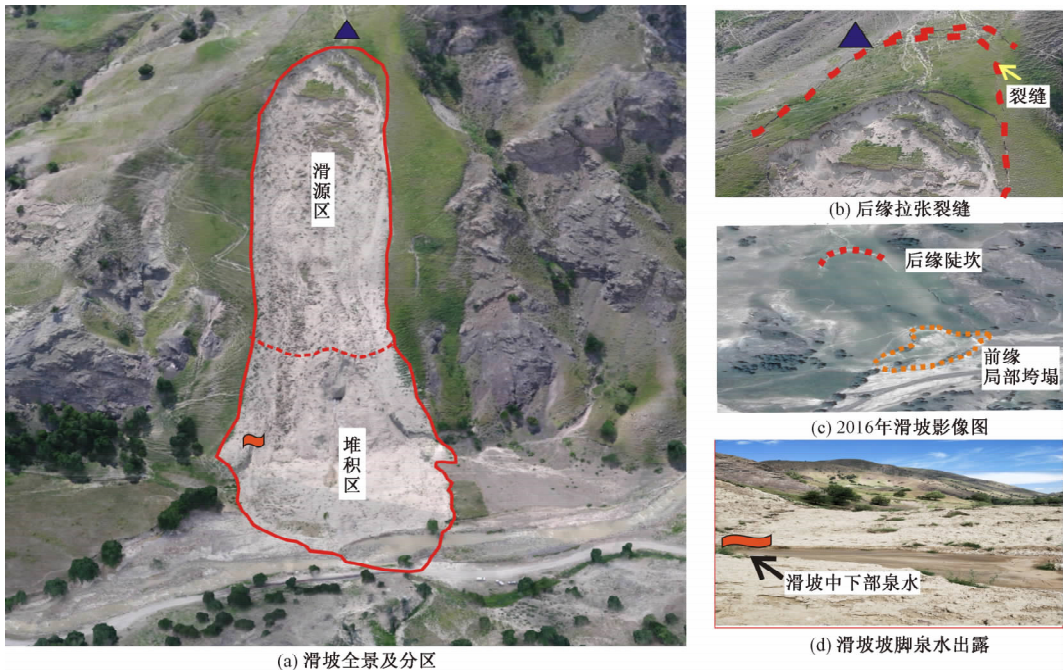 滑源区
堆积区
(a) 滑坡全景及分区
裂缝
(b) 后缘拉张裂缝
后缘陡坎
前缘
局部垮塌
(c) 2016年滑坡影像图
滑坡中下部泉水
(d) 滑坡坡脚泉水出露